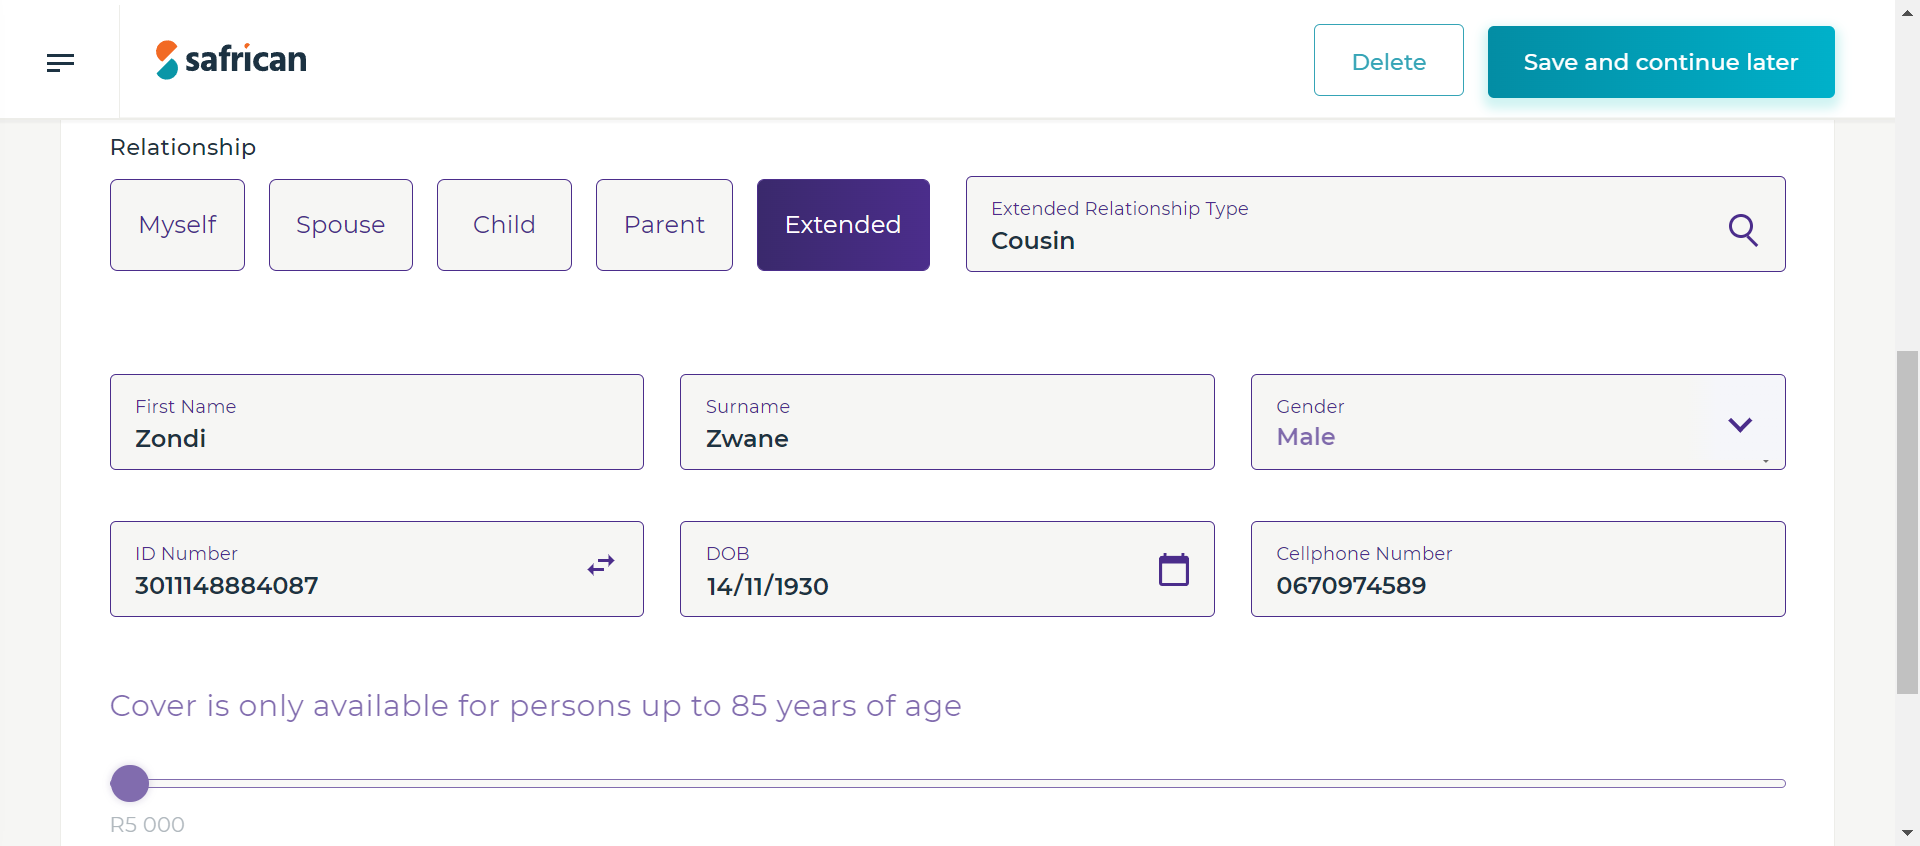 safrican
Delete
Save and continue later
Relationship
Myself
Spouse
Child
Parent
Extended
Extended Relationship Type
Cousin
First Name
Zondi
Surname
Zwane
Gender
Male
ID Number
3011148884087
DOB
14/11/1930
Cellphone Number
0670974589
Cover is only available for persons up to 85 years of age
R5 000